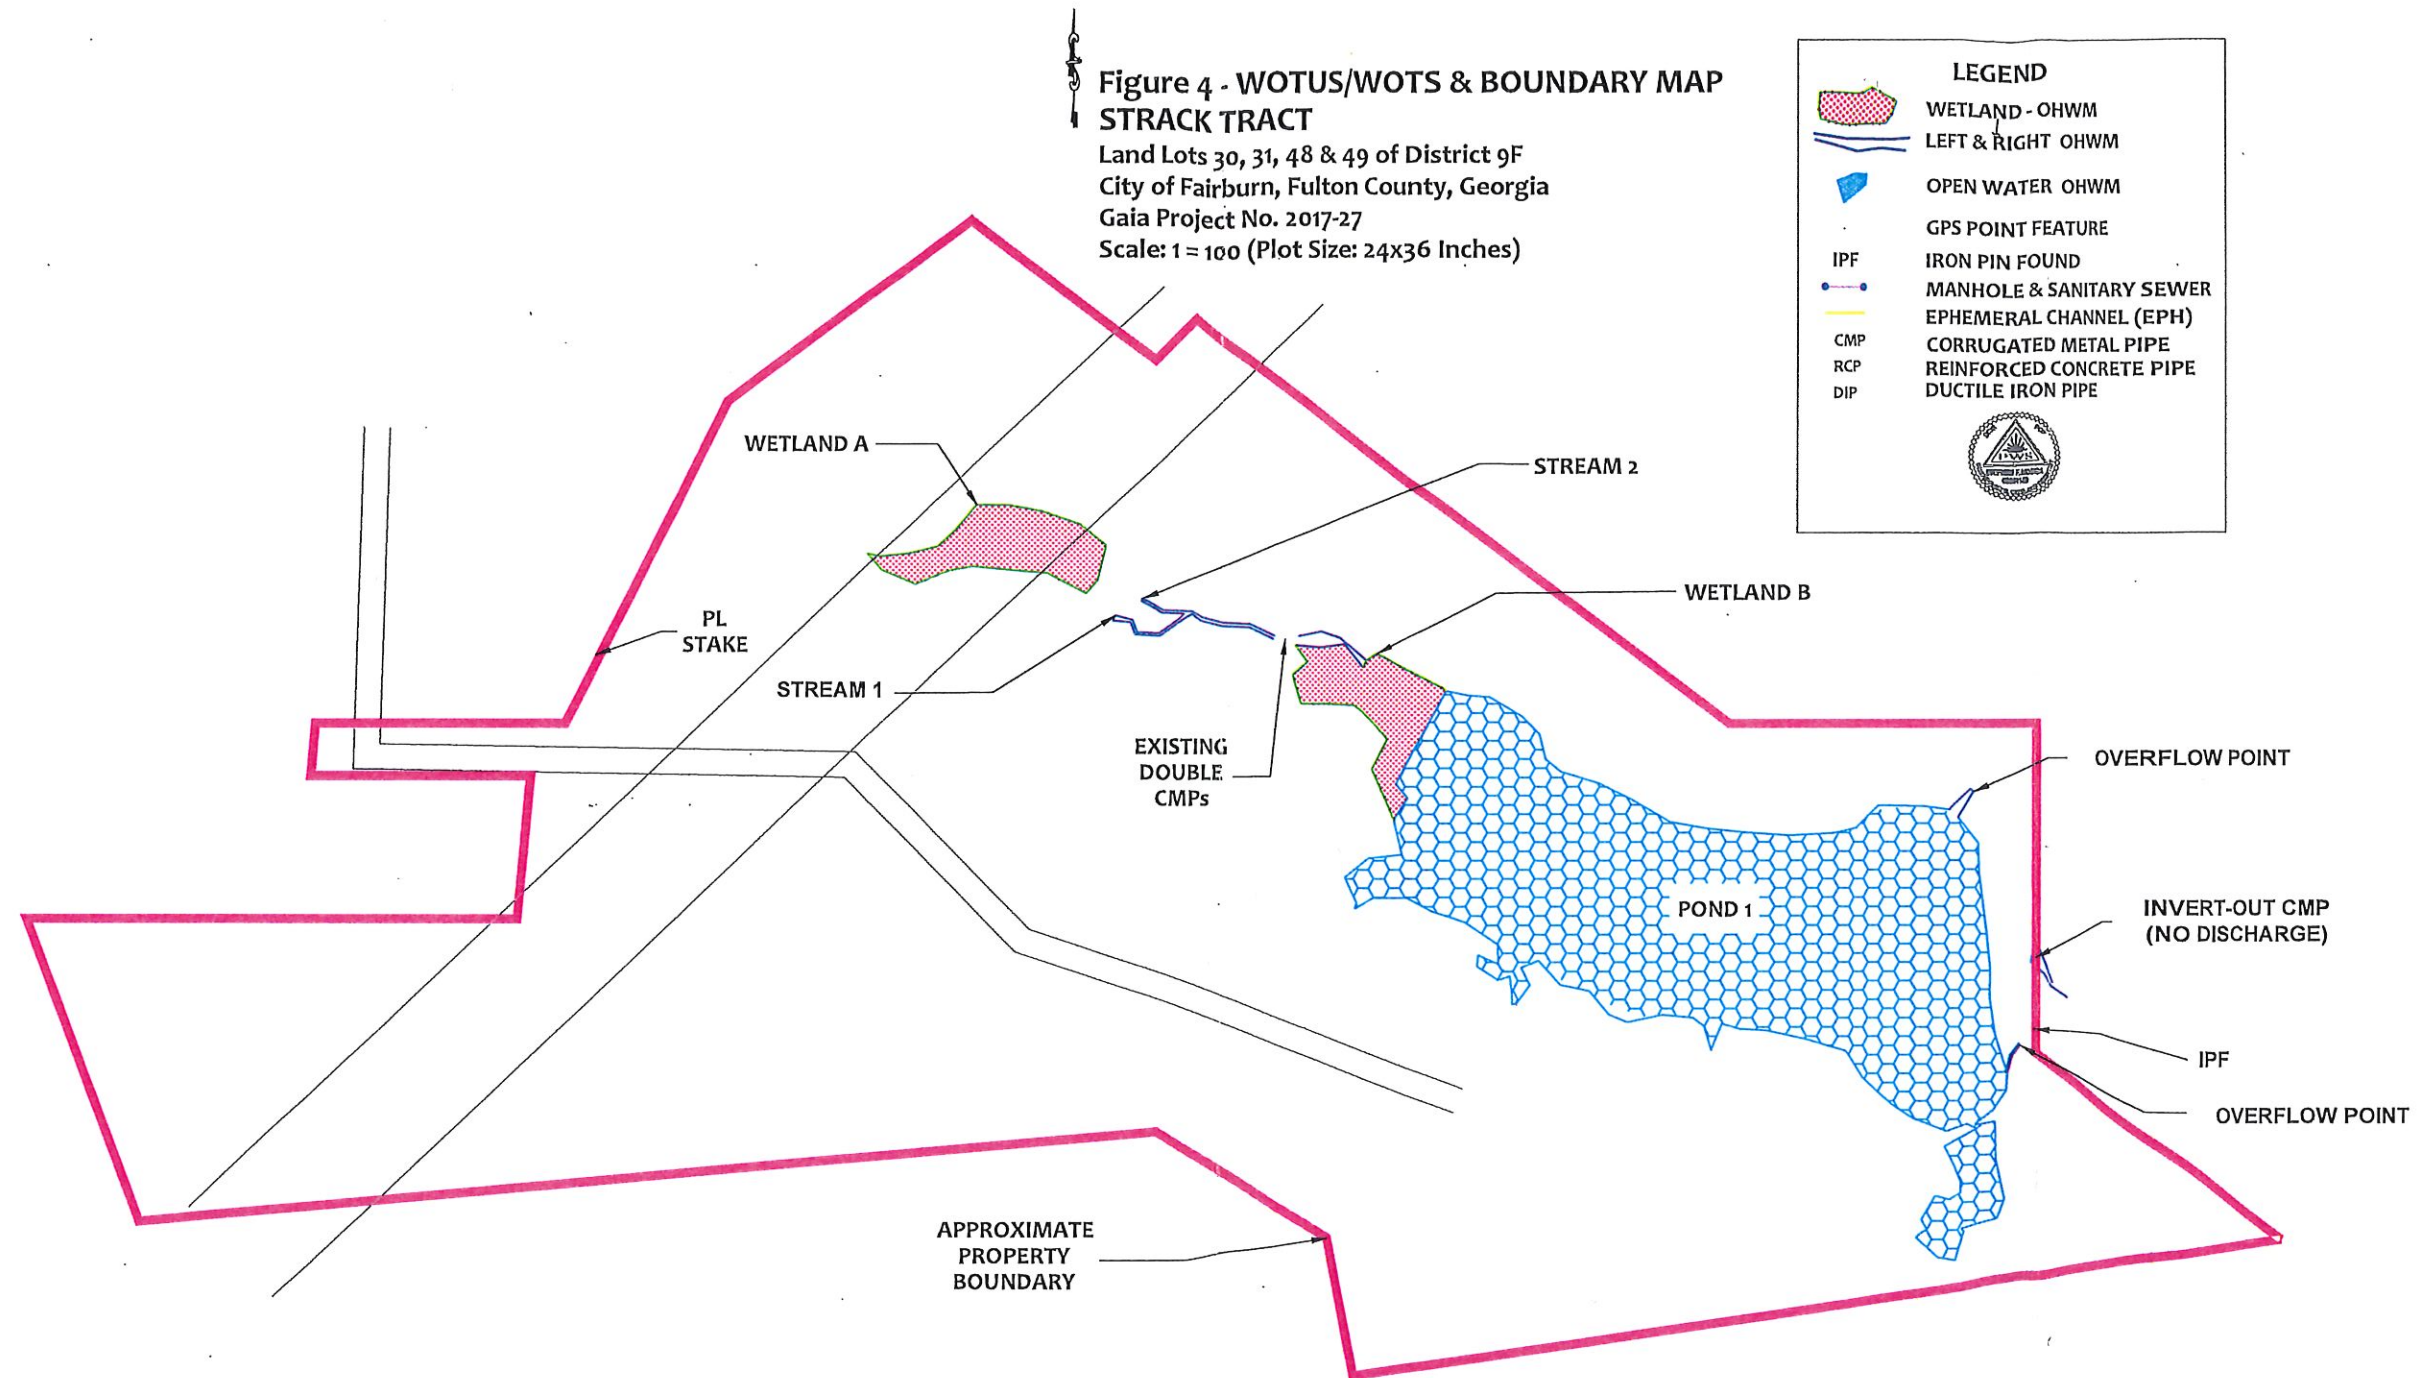 Figure 4 - WOTUS/WOTS & BOUNDARY MAP
STRACK TRACT
Land Lots 30, 31, 48 & 49 of District 9F
City of Fairburn, Fulton County, Georgia
Gaia Project No. 2017-27
Scale: 1 = 100 (Plot Size: 24x36 Inches)
LEGEND
WETLAND - OHWM
LEFT & RIGHT OHWM
OPEN WATER OHWM
GPS POINT FEATURE
IPF IRON PIN FOUND
MANHOLE & SANITARY SEWER
EPHEMERAL CHANNEL (EPH)
CMP CORRUGATED METAL PIPE
RCP REINFORCED CONCRETE PIPE
DIP DUCTILE IRON PIPE
PWS
WETLAND A
STREAM 2
WETLAND B
PL
STAKE
STREAM 1
EXISTING
DOUBLE
CMPs
OVERFLOW POINT
POND 1
INVERT-OUT CMP
(NO DISCHARGE)
IPF
OVERFLOW POINT
APPROXIMATE
PROPERTY
BOUNDARY